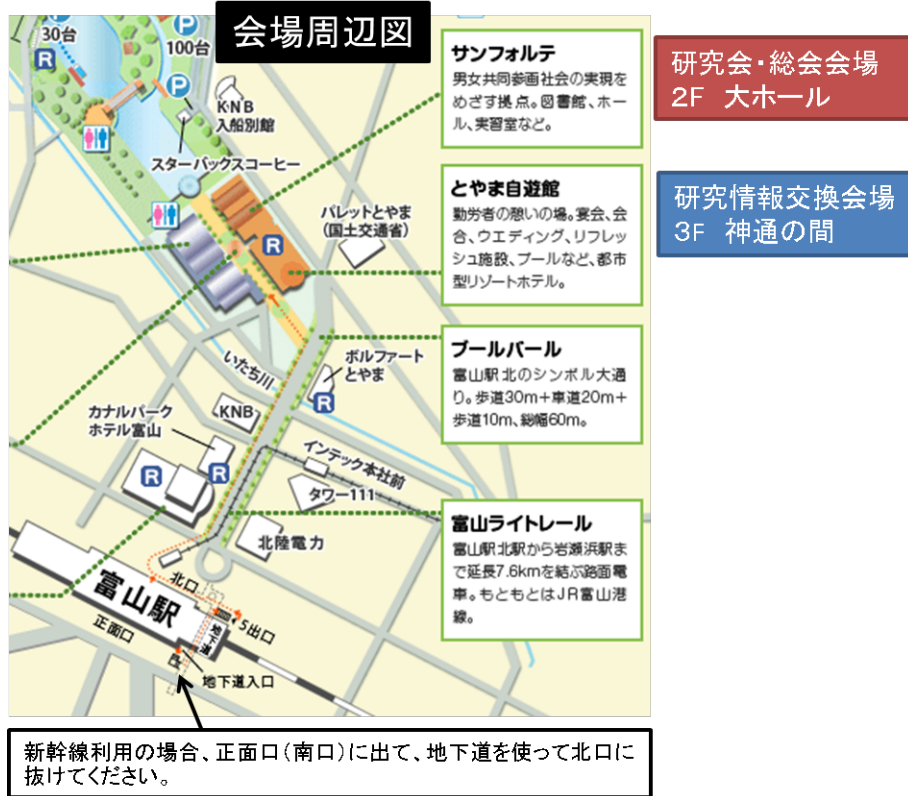 会場周辺図
P
30台
R
P
100台
P
KNB
入船別館
スターバックスコーヒー
パレットとやま
(国土交通省)
R
いたち川
ボルファート
とやま
R
カナルパーク
ホテル富山
KNB
R
R
インテック本社前
タワー111
北陸電力
北口
富山駅
正面口
地下道
5出口
地下道入口
サンフォルテ
男女共同参画社会の実現を
めざす拠点。図書館、ホー
ル、実習室など。
とやま自遊館
勤労者の憩いの場。宴会、会
合、ウエディング、リフレッ
シュ施設、プールなど、都市
型リゾートホテル。
ブールバール
富山駅北のシンボル大通
り。歩道30m+車道20m+
歩道10m、総幅60m。
富山ライトレール
富山駅北駅から岩瀬浜駅ま
で延長7.6kmを結ぶ路面電
車。もともとはJR富山港
線。
研究会・総会会場
2F 大ホール
研究情報交換会場
3F 神通の間
新幹線利用の場合、正面口(南口)に出て、地下道を使って北口に
抜けてください。